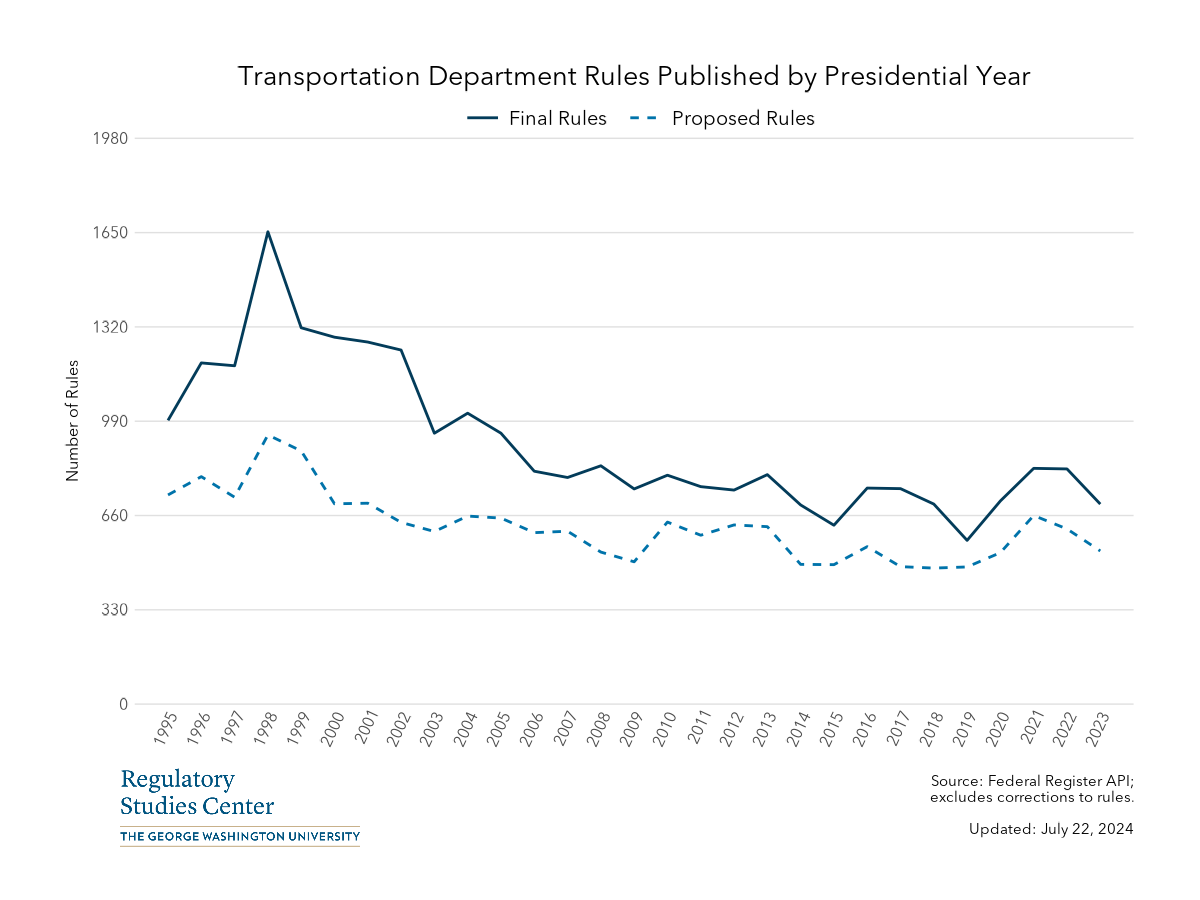 Transportation Department Rules Published by Presidential Year
Final Rules Proposed Rules
1980
1650
1320
990
660
330
0
Number of Rules
1995 1996 1997 1998 1999 2000 2001 2002 2003 2004 2005 2006 2007 2008 2009 2010 2011 2012 2013 2014 2015 2016 2017 2018 2019 2020 2021 2022 2023
Regulatory
Studies Center
THE GEORGE WASHINGTON UNIVERSITY
Source: Federal Register API;
excludes corrections to rules.
Updated: July 22, 2024